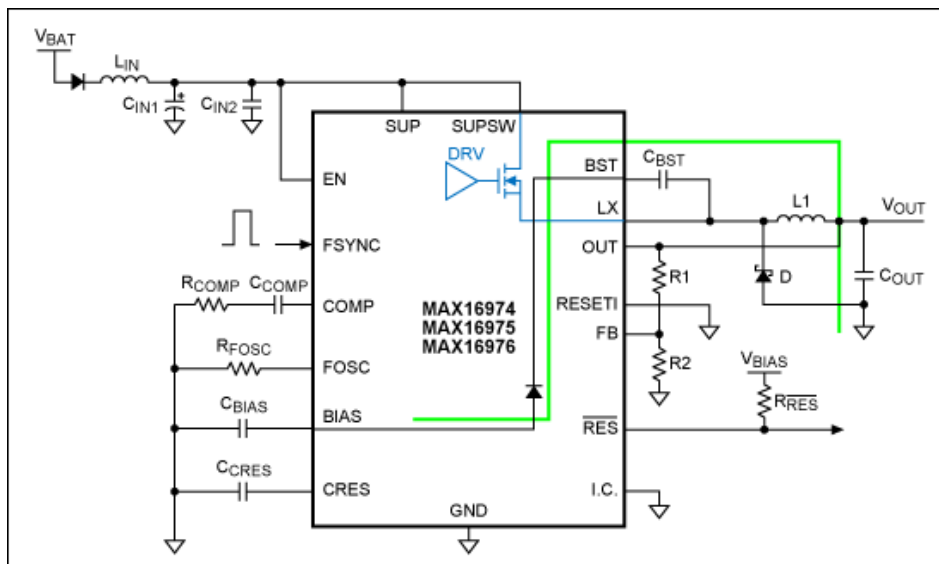 VBAT
LIN
CIN1
+
CIN2
SUP
SUPSW
DRV
BST
CBST
EN
LX
L1
VOUT
FSYNC
OUT
R1
D
COUT
RCOMP
CCOMP
COMP
MAX16974
MAX16975
MAX16976
RESETI
FB
RFOSC
FOSC
R2
VBIAS
CBIAS
BIAS
RRES
RES
CCRES
CRES
I.C.
GND